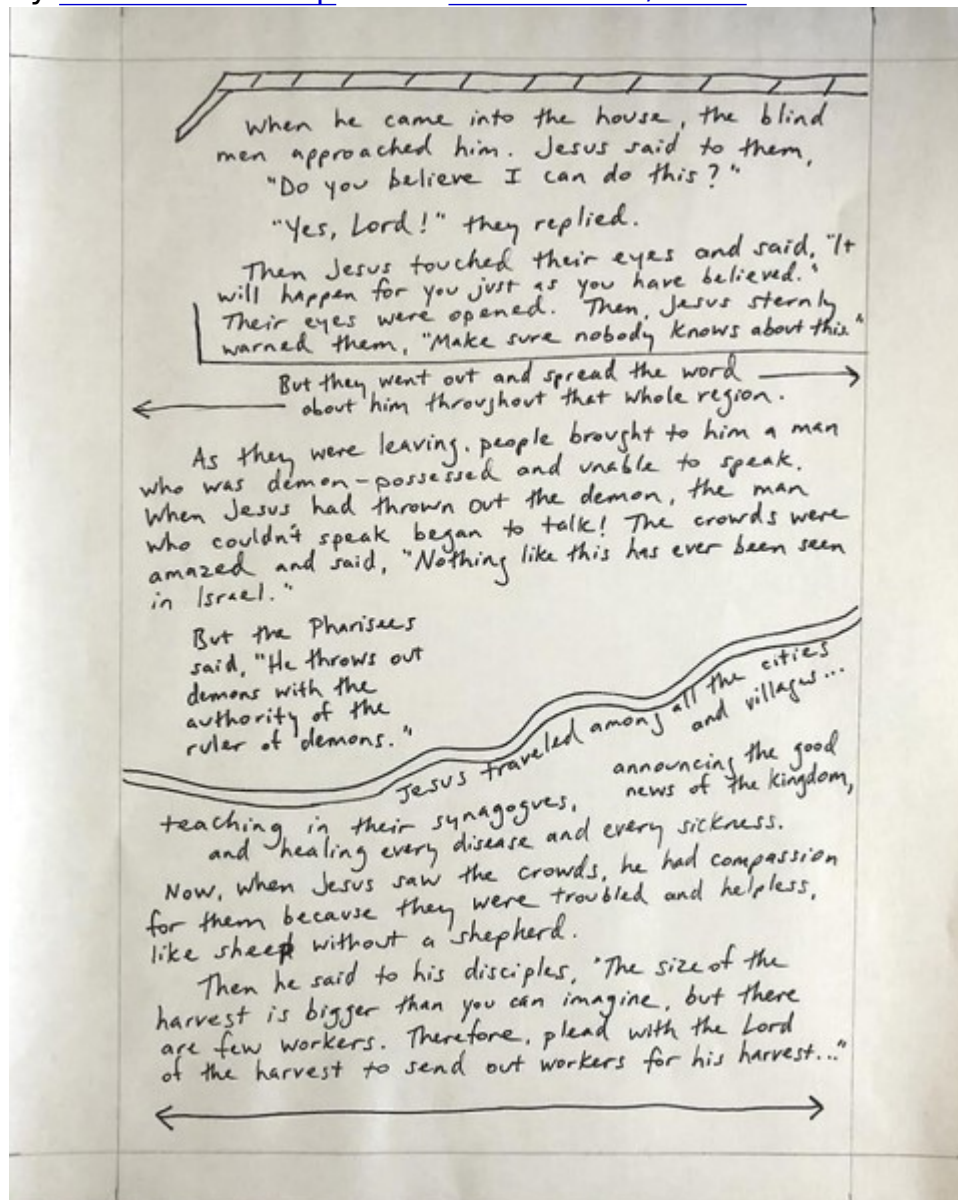 When he came into the house, the blind
men approached him. Jesus said to them,
"Do you believe I can do this?"
"Yes, Lord!" they replied.
Then Jesus touched their eyes and said, "It
will happen for you just as you have believed."
Their eyes were opened. Then, Jesus sternly
warned them, "Make sure nobody knows about this."
But they went out and spread the word
about him throughout that whole region.
As they were leaving, people brought to him a man
who was demon-possessed and unable to speak.
When Jesus had thrown out the demon, the man
who couldn't speak began to talk! The crowds were
amazed and said, "Nothing like this has ever been seen
in Israel."
But the Pharisees
said, "He throws out
demons with the
authority of the
ruler of demons."
Jesus traveled among all the cities
and villages...
announcing the good
news of the kingdom,
teaching in their synagogues,
and healing every disease and every sickness.
Now, when Jesus saw the crowds, he had compassion
for them because they were troubled and helpless,
like sheep without a shepherd.
Then he said to his disciples, "The size of the
harvest is bigger than you can imagine, but there
are few workers. Therefore, plead with the Lord
of the harvest to send out workers for his harvest..."